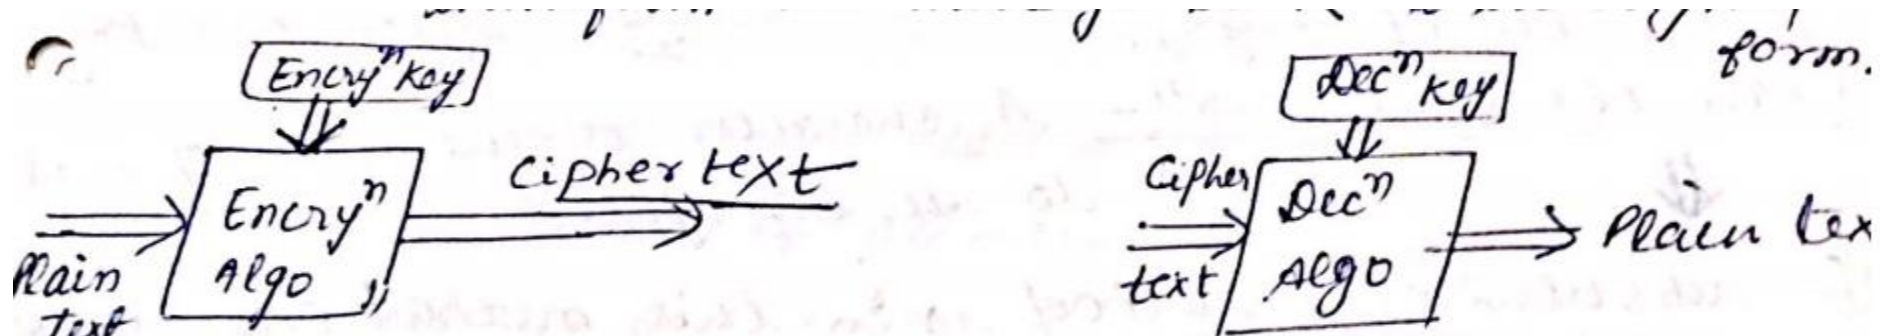 form.
Encryⁿ Key
Decⁿ Key
Cipher text
Cipher
Encryⁿ
Algo
Decⁿ
Algo
Plain
text
text
Plain tex